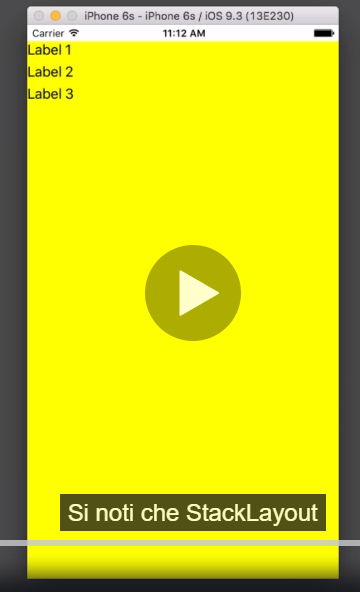 iPhone 6s - iPhone 6s / iOS 9.3 (13E230)
Carrier 11:12 AM
Label 1
Label 2
Label 3
Si noti che StackLayout